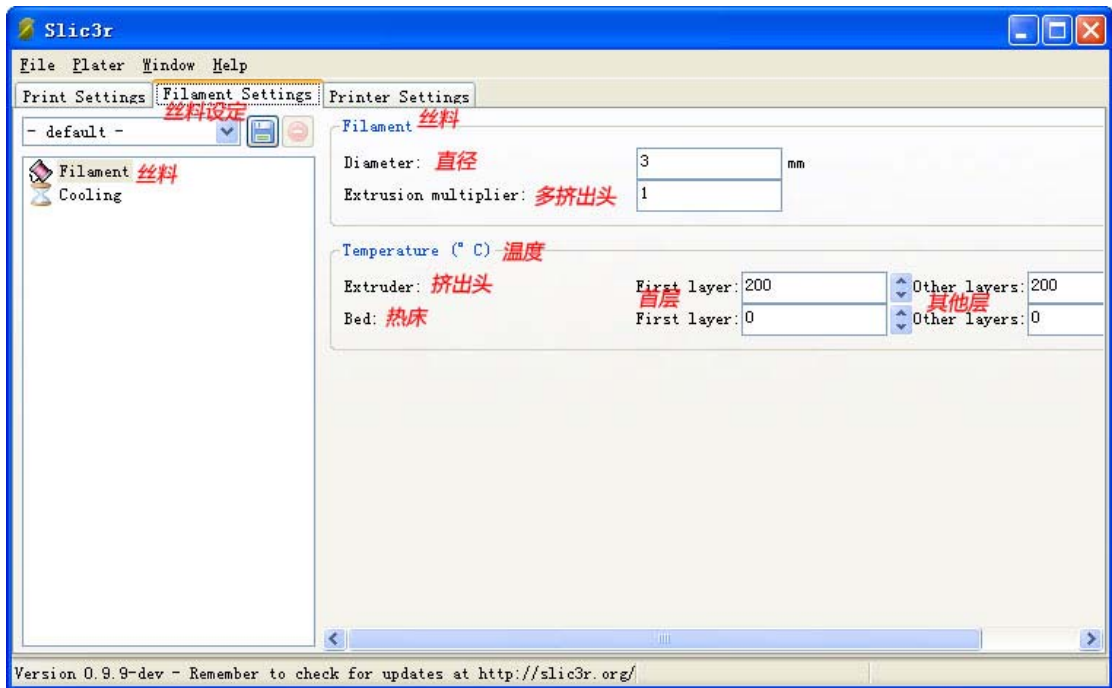 Slic3r
File Plater Window Help
Print Settings Filament Settings Printer Settings
丝料设定
- default -
Filament 丝料
Cooling
Filament 丝料
Diameter: 直径 3 mm
Extrusion multiplier: 多挤出头 1
Temperature (° C) 温度
Extruder: 挤出头 First layer: 200 Other layers: 200
首层 其他层
Bed: 热床 First layer: 0 Other layers: 0
Version 0.9.9-dev - Remember to check for updates at http://slic3r.org/